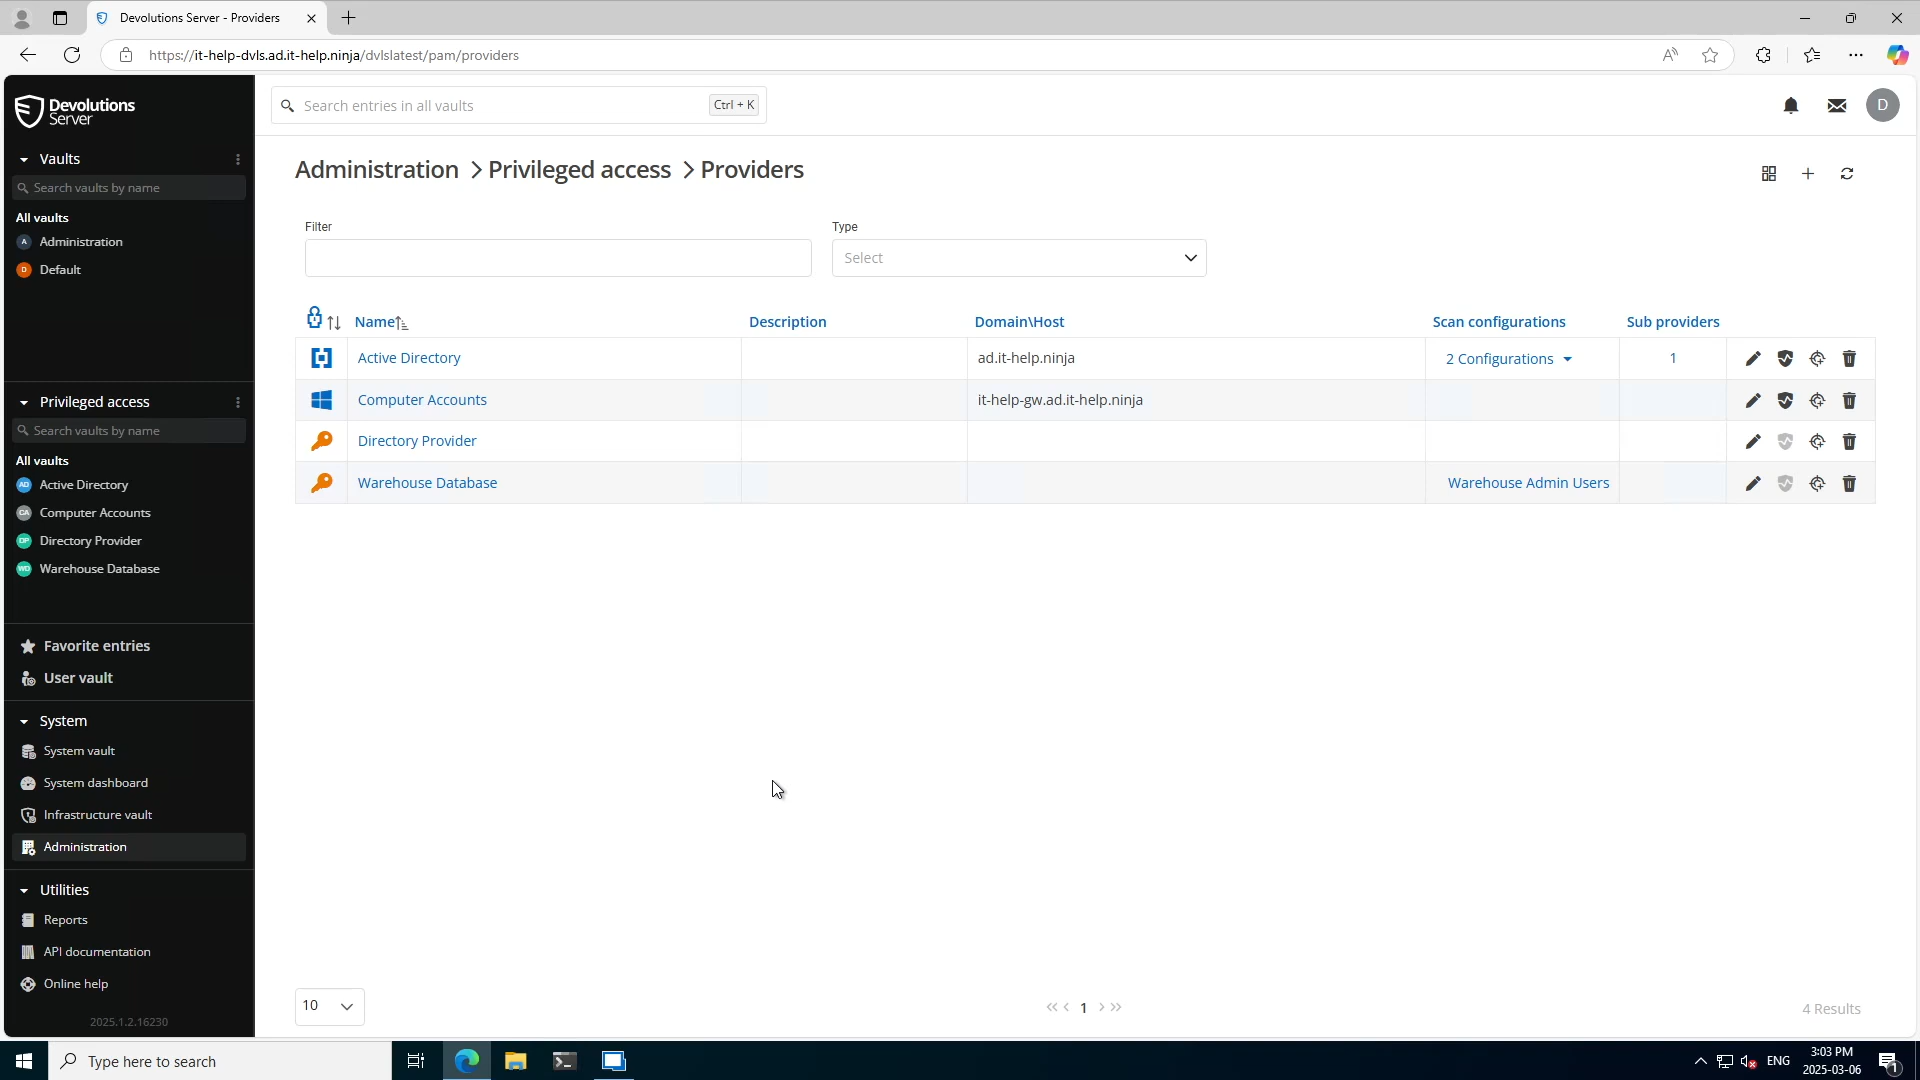 Devolutions Server - Providers
https://it-help-dvls.ad.it-help.ninja/dvlslatest/pam/providers
Devolutions
Server
Search entries in all vaults
Ctrl + K
D
Vaults
Search vaults by name
All vaults
A Administration
D Default
Privileged access
Search vaults by name
All vaults
AD Active Directory
CA Computer Accounts
DP Directory Provider
WD Warehouse Database
Favorite entries
User vault
System
System vault
System dashboard
Infrastructure vault
Administration
Utilities
Reports
API documentation
Online help
2025.1.2.16230
Administration > Privileged access > Providers
Filter
Type
Select
Name
Description
Domain\Host
Scan configurations
Sub providers
Active Directory
ad.it-help.ninja
2 Configurations
1
Computer Accounts
it-help-gw.ad.it-help.ninja
Directory Provider
Warehouse Database
Warehouse Admin Users
10
1
4 Results
Type here to search
ENG
3:03 PM
2025-03-06
1